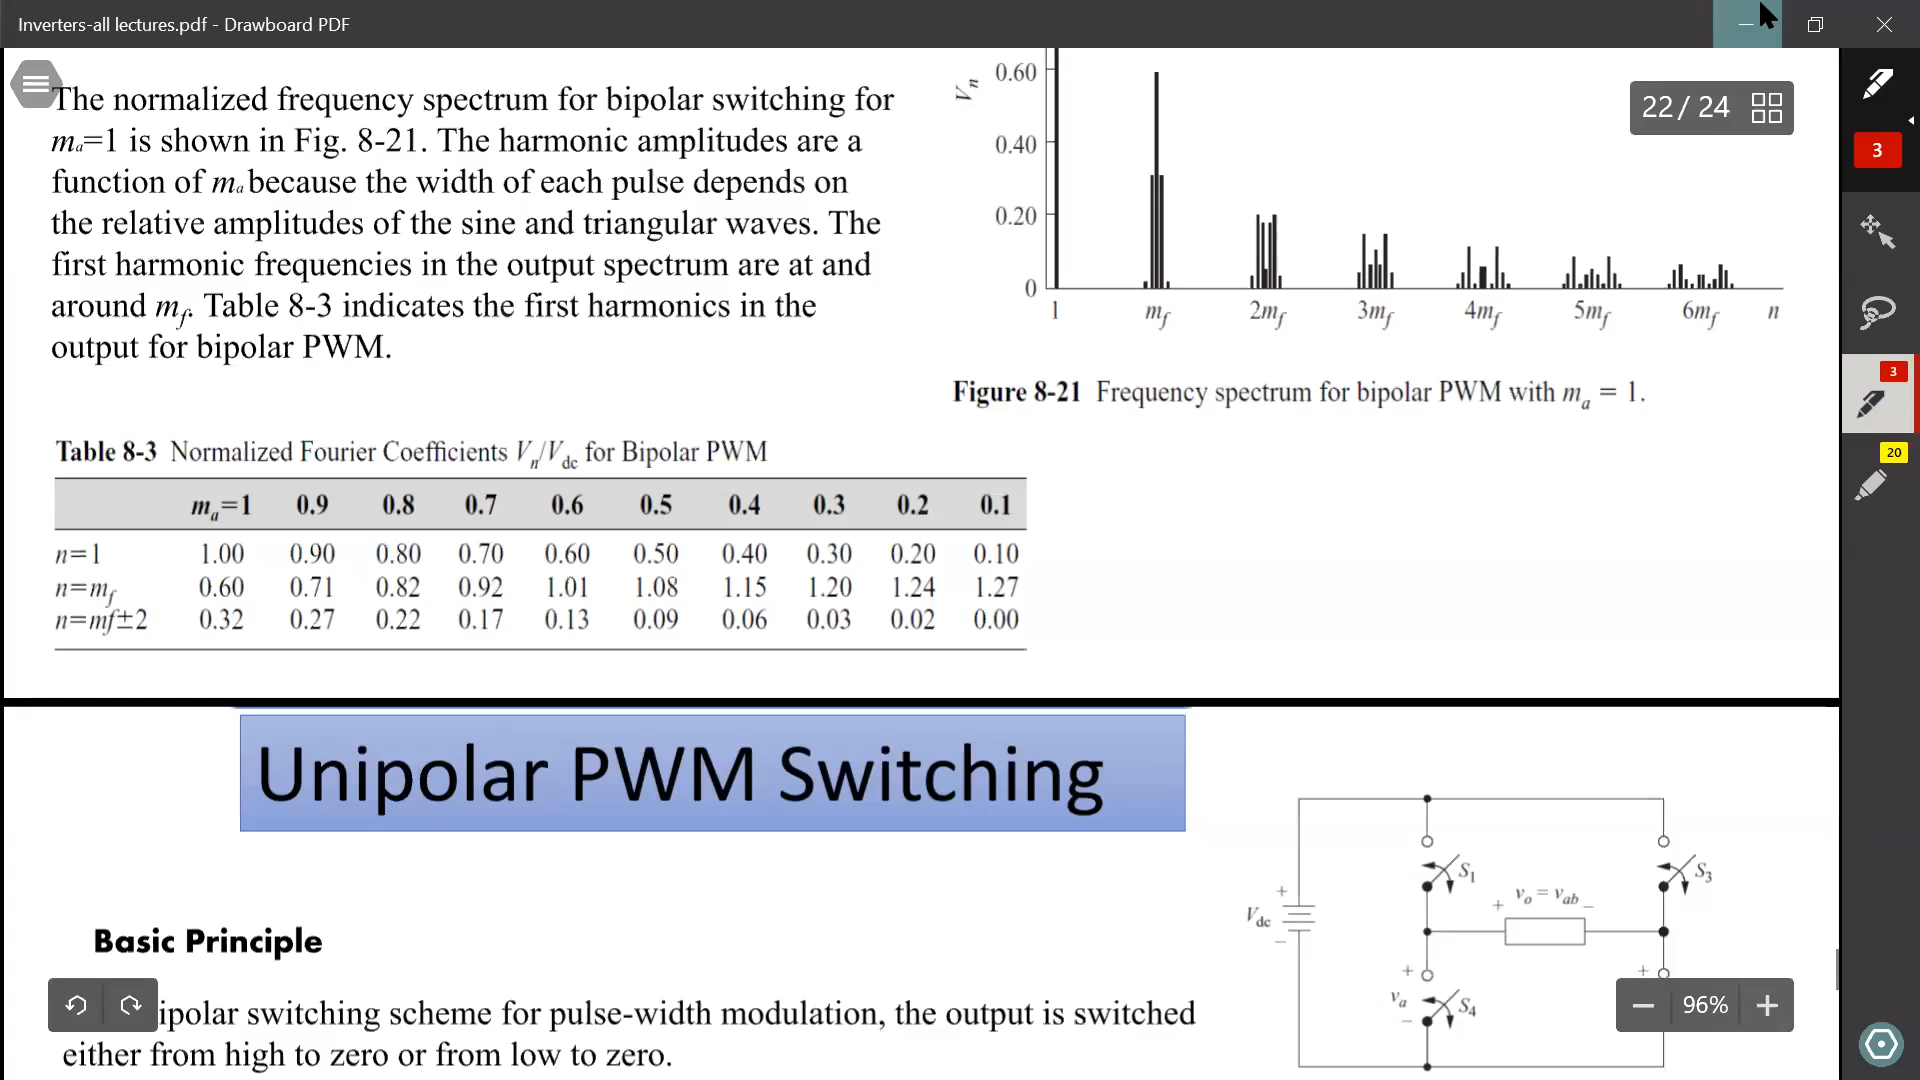 Inverters-all lectures.pdf - Drawboard PDF
The normalized frequency spectrum for bipolar switching for
mₐ=1 is shown in Fig. 8-21. The harmonic amplitudes are a
function of mₐ because the width of each pulse depends on
the relative amplitudes of the sine and triangular waves. The
first harmonic frequencies in the output spectrum are at and
around mf. Table 8-3 indicates the first harmonics in the
output for bipolar PWM.
Vn
0.60
0.40
0.20
0
1 mf 2mf 3mf 4mf 5mf 6mf n
Figure 8-21 Frequency spectrum for bipolar PWM with mₐ = 1.
22 / 24
3
3
20
Table 8-3 Normalized Fourier Coefficients Vn/Vdc for Bipolar PWM
mₐ=1 0.9 0.8 0.7 0.6 0.5 0.4 0.3 0.2 0.1
n=1 1.00 0.90 0.80 0.70 0.60 0.50 0.40 0.30 0.20 0.10
n=mf 0.60 0.71 0.82 0.92 1.01 1.08 1.15 1.20 1.24 1.27
n=mf±2 0.32 0.27 0.22 0.17 0.13 0.09 0.06 0.03 0.02 0.00
Unipolar PWM Switching
Basic Principle
ipolar switching scheme for pulse-width modulation, the output is switched
either from high to zero or from low to zero.
S1
S3
+ vo = vab −
+
Vdc
−
+
va
−
S4
+
96%